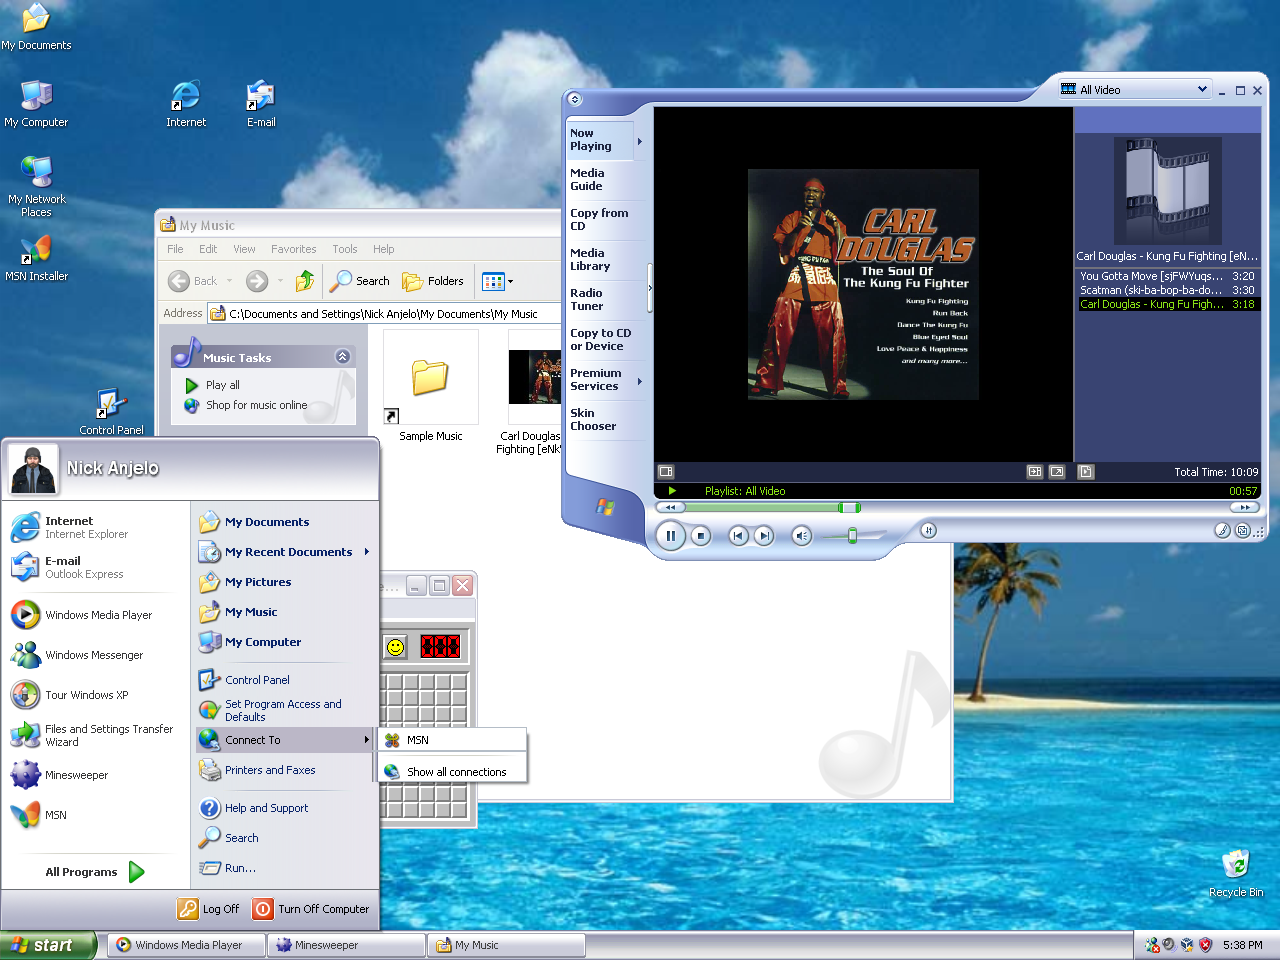 My Documents
My Computer
My Network
Places
MSN Installer
Internet
E-mail
Control Panel
My Music
File Edit View Favorites Tools Help
Back Search Folders
Address C:\Documents and Settings\Nick Anjelo\My Documents\My Music
Music Tasks
Play all
Shop for music online
Sample Music
Carl Douglas
Fighting [eNk
All Video
Now
Playing
Media
Guide
Copy from
CD
Media
Library
Radio
Tuner
Copy to CD
or Device
Premium
Services
Skin
Chooser
CARL
DOUGLAS
The Soul Of
The Kung Fu Fighter
Kung Fu Fighting
Run Back
Dance The Kung Fu
Blue Eyed Soul
Love Peace & Happiness
and many more...
KUNG FU
Carl Douglas - Kung Fu Fighting [eN...
You Gotta Move [sjFWYuqs... 3:20
Scatman (ski-ba-bop-ba-do... 3:30
Carl Douglas - Kung Fu Figh... 3:18
Total Time: 10:09
Playlist: All Video 00:57
Nick Anjelo
Internet
Internet Explorer
E-mail
Outlook Express
Windows Media Player
Windows Messenger
Tour Windows XP
Files and Settings Transfer
Wizard
Minesweeper
MSN
All Programs
My Documents
My Recent Documents
My Pictures
My Music
My Computer
Control Panel
Set Program Access and
Defaults
Connect To
Printers and Faxes
Help and Support
Search
Run...
MSN
Show all connections
Log Off Turn Off Computer
e...
Recycle Bin
start Windows Media Player Minesweeper My Music 5:38 PM